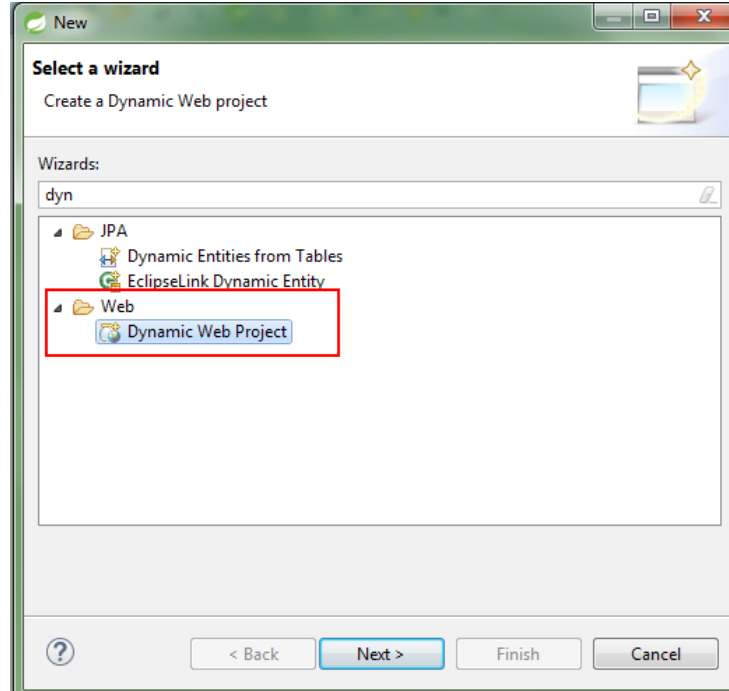 New
Select a wizard
Create a Dynamic Web project
Wizards:
dyn
JPA
Dynamic Entities from Tables
EclipseLink Dynamic Entity
Web
Dynamic Web Project
?
< Back
Next >
Finish
Cancel